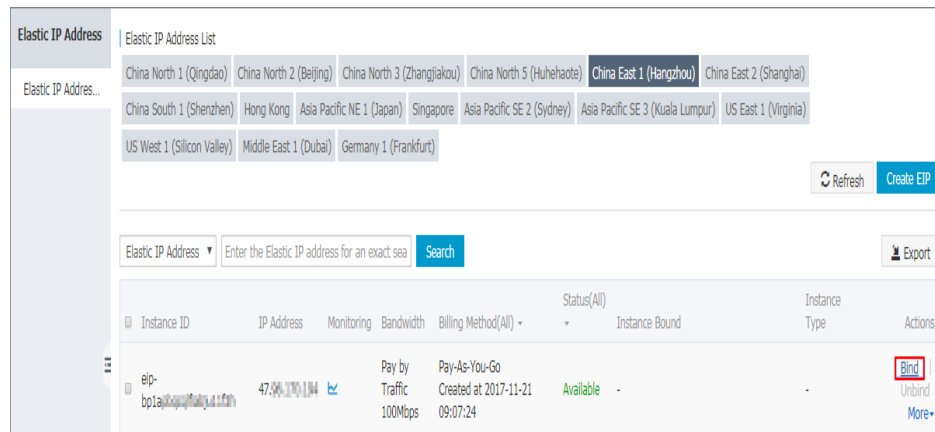 Elastic IP Address
Elastic IP Addres...
Elastic IP Address List
China North 1 (Qingdao) China North 2 (Beijing) China North 3 (Zhangjiakou) China North 5 (Huhehaote) China East 1 (Hangzhou) China East 2 (Shanghai)
China South 1 (Shenzhen) Hong Kong Asia Pacific NE 1 (Japan) Singapore Asia Pacific SE 2 (Sydney) Asia Pacific SE 3 (Kuala Lumpur) US East 1 (Virginia)
US West 1 (Silicon Valley) Middle East 1 (Dubai) Germany 1 (Frankfurt)
Refresh Create EIP
Elastic IP Address Enter the Elastic IP address for an exact sea Search Export
Instance ID IP Address Monitoring Bandwidth Billing Method(All) Status(All) Instance Bound Instance Type Actions
eip-
bp1a
47.
Pay by
Traffic
100Mbps
Pay-As-You-Go
Created at 2017-11-21
09:07:24
Available - -
Bind
Unbind
More